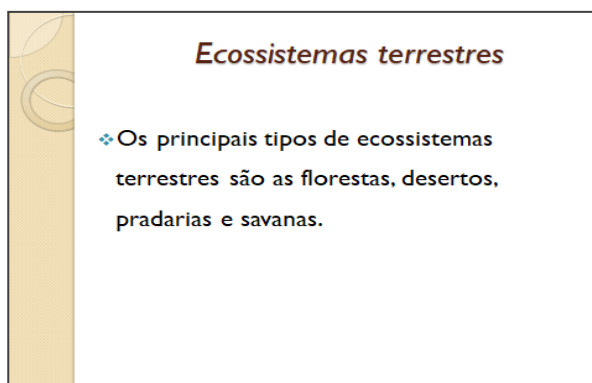 Ecossistemas terrestres
Os principais tipos de ecossistemas
terrestres são as florestas, desertos,
pradarias e savanas.